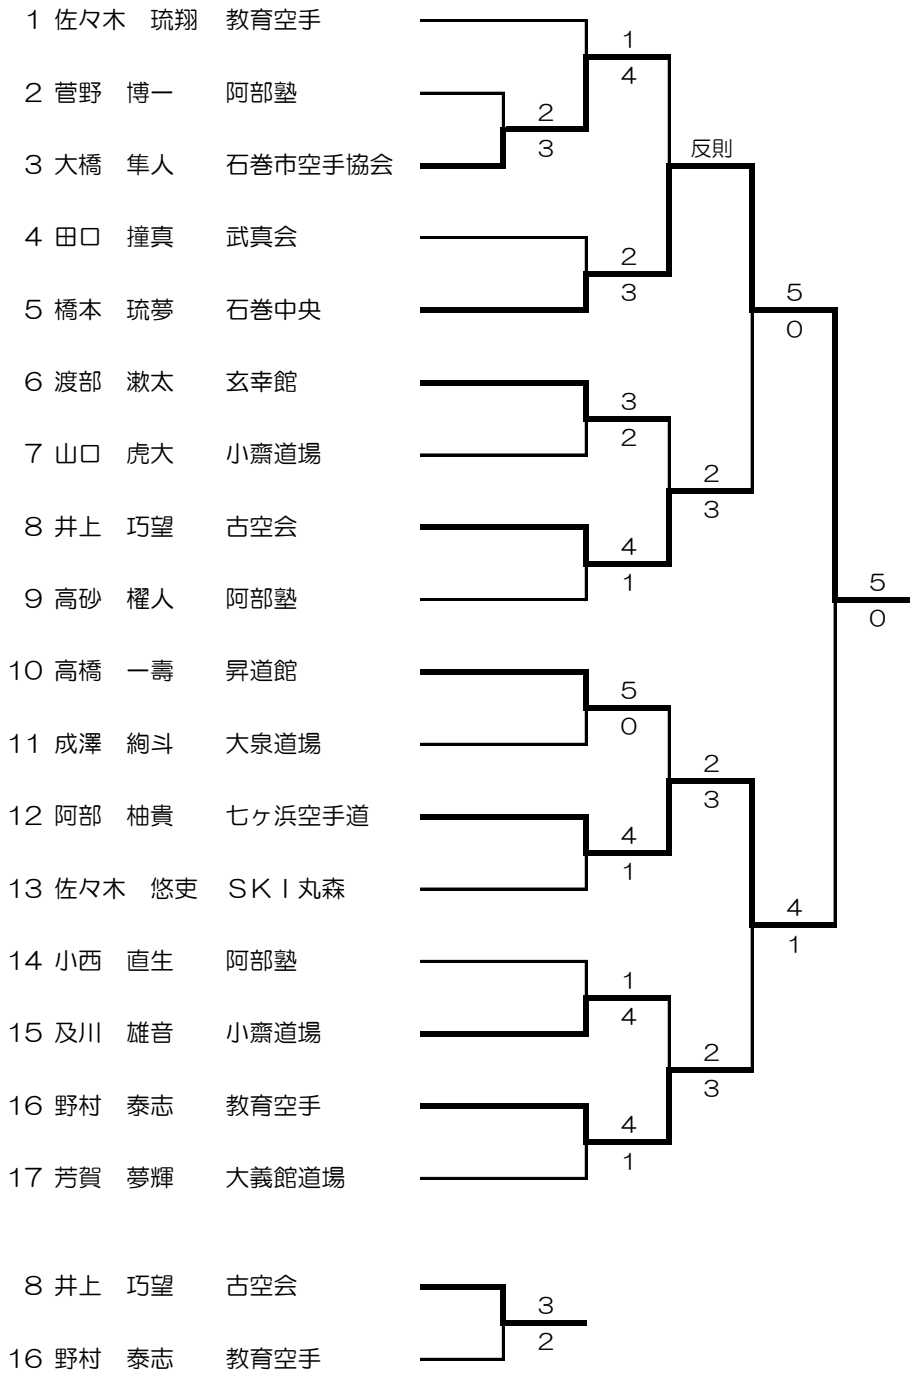 1 佐々木　琉翔　教育空手
1
4
2 菅野　博一　阿部塾
2
3
3 大橋　隼人　石巻市空手協会
反則
4 田口　撞真　武真会
2
3
5 橋本　琉夢　石巻中央
5
0
6 渡部　漱太　玄幸館
3
2
7 山口　虎大　小齋道場
2
3
8 井上　巧望　古空会
4
1
9 高砂　櫂人　阿部塾
5
0
10 高橋　一壽　昇道館
5
0
11 成澤　絢斗　大泉道場
2
3
12 阿部　柚貴　七ヶ浜空手道
4
1
13 佐々木　悠吏　ＳＫＩ丸森
4
1
14 小西　直生　阿部塾
1
4
15 及川　雄音　小齋道場
2
3
16 野村　泰志　教育空手
4
1
17 芳賀　夢輝　大義館道場
8 井上　巧望　古空会
3
2
16 野村　泰志　教育空手